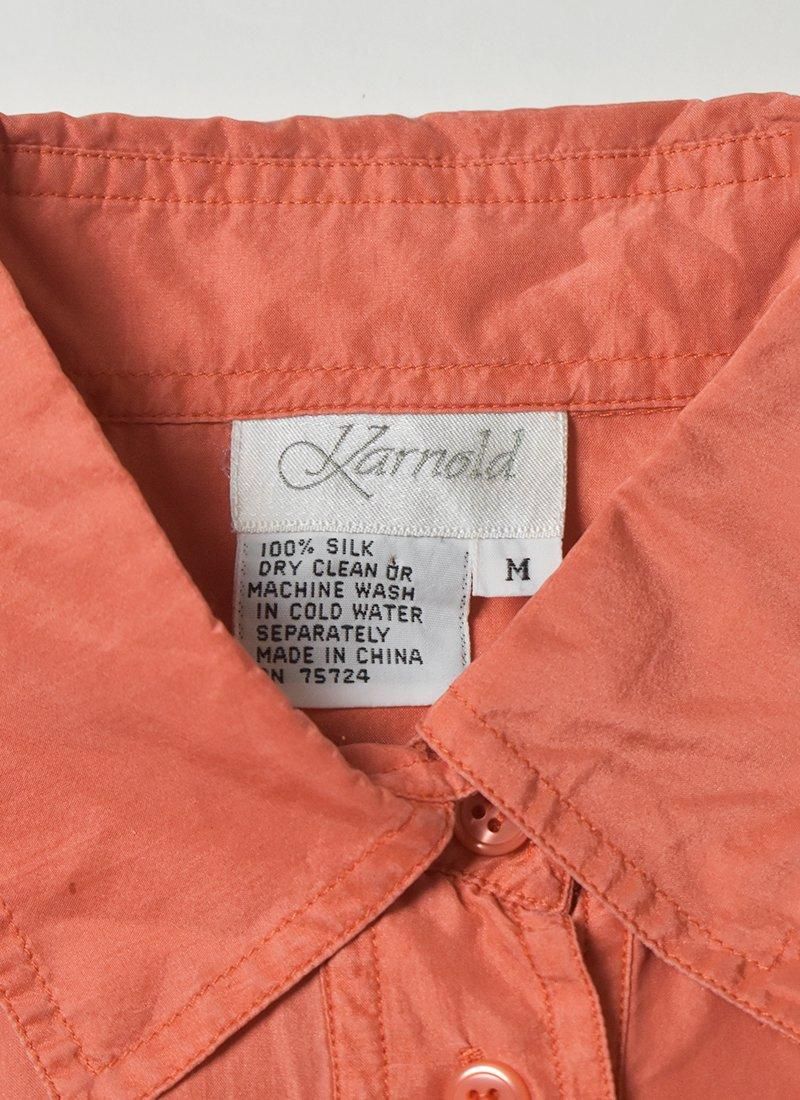 Karnold
100% SILK
DRY CLEAN OR
MACHINE WASH
IN COLD WATER
SEPARATELY
MADE IN CHINA
RN 75724
M